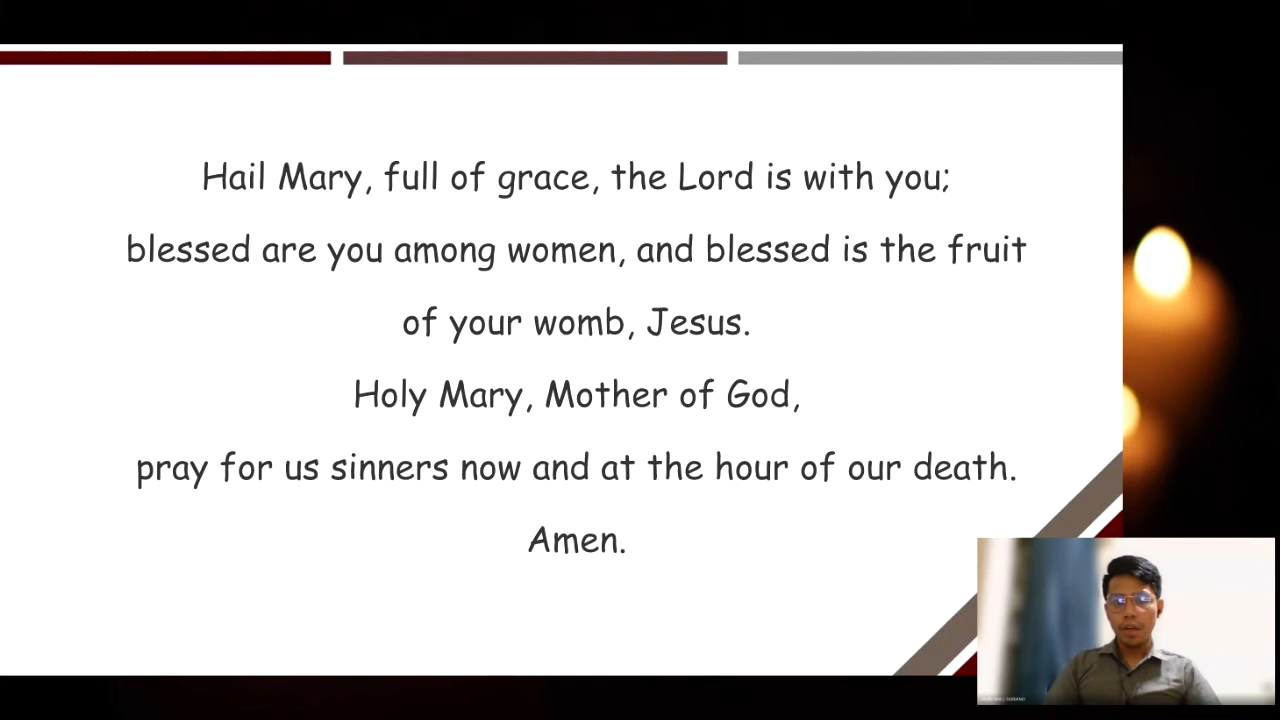 Hail Mary, full of grace, the Lord is with you;
blessed are you among women, and blessed is the fruit
of your womb, Jesus.
Holy Mary, Mother of God,
pray for us sinners now and at the hour of our death.
Amen.